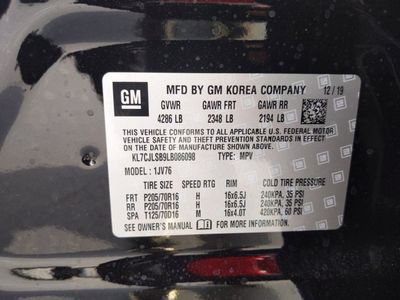 GM
MFD BY GM KOREA COMPANY 12/19
GVWR GAWR FRT GAWR RR
4286 LB 2348 LB 2194 LB
THIS VEHICLE CONFORMS TO ALL APPLICABLE U.S. FEDERAL MOTOR
VEHICLE SAFETY AND THEFT PREVENTION STANDARDS IN EFFECT
ON THE DATE OF MANUFACTURE SHOWN ABOVE.
KL7CJLSB9LB086098 TYPE: MPV
MODEL: 1JV76
TIRE SIZE SPEED RTG RIM COLD TIRE PRESSURE
FRT P205/70R16 H 16x6.5J 240KPA, 35 PSI
RR P205/70R16 H 16x6.5J 240KPA, 35 PSI
SPA T125/70D16 M 16x4.0T 420KPA, 60 PSI
SEE OWNER'S MANUAL FOR MORE INFORMATION.